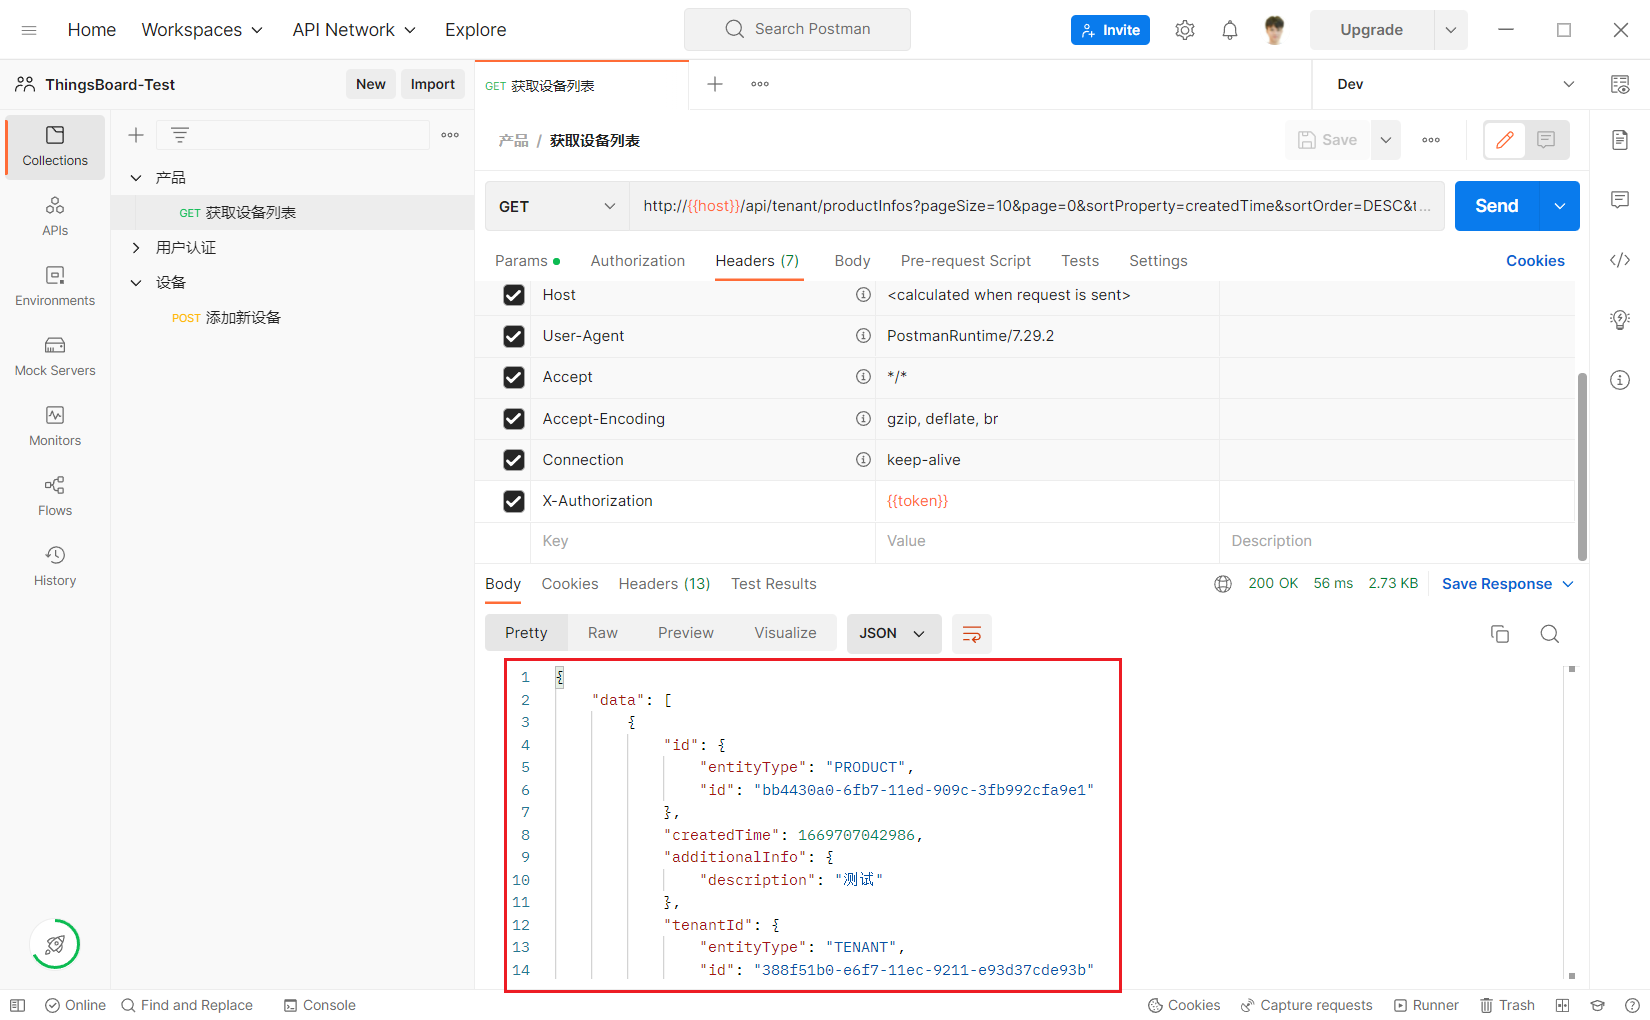 Home Workspaces API Network Explore Search Postman Invite Upgrade
ThingsBoard-Test New Import GET 获取设备列表 Dev
产品 / 获取设备列表 Save
Collections
APIs
Environments
Mock Servers
Monitors
Flows
History
产品
GET 获取设备列表
用户认证
设备
POST 添加新设备
GET http://{{host}}/api/tenant/productInfos?pageSize=10&page=0&sortProperty=createdTime&sortOrder=DESC&t... Send
Params Authorization Headers (7) Body Pre-request Script Tests Settings Cookies
Host <calculated when request is sent>
User-Agent PostmanRuntime/7.29.2
Accept */*
Accept-Encoding gzip, deflate, br
Connection keep-alive
X-Authorization {{token}}
Key Value Description
Body Cookies Headers (13) Test Results 200 OK 56 ms 2.73 KB Save Response
Pretty Raw Preview Visualize JSON
1 {
2 "data": [
3 {
4 "id": {
5 "entityType": "PRODUCT",
6 "id": "bb4430a0-6fb7-11ed-909c-3fb992cfa9e1"
7 },
8 "createdTime": 1669707042986,
9 "additionalInfo": {
10 "description": "测试"
11 },
12 "tenantId": {
13 "entityType": "TENANT",
14 "id": "388f51b0-e6f7-11ec-9211-e93d37cde93b"
Online Find and Replace Console Cookies Capture requests Runner Trash